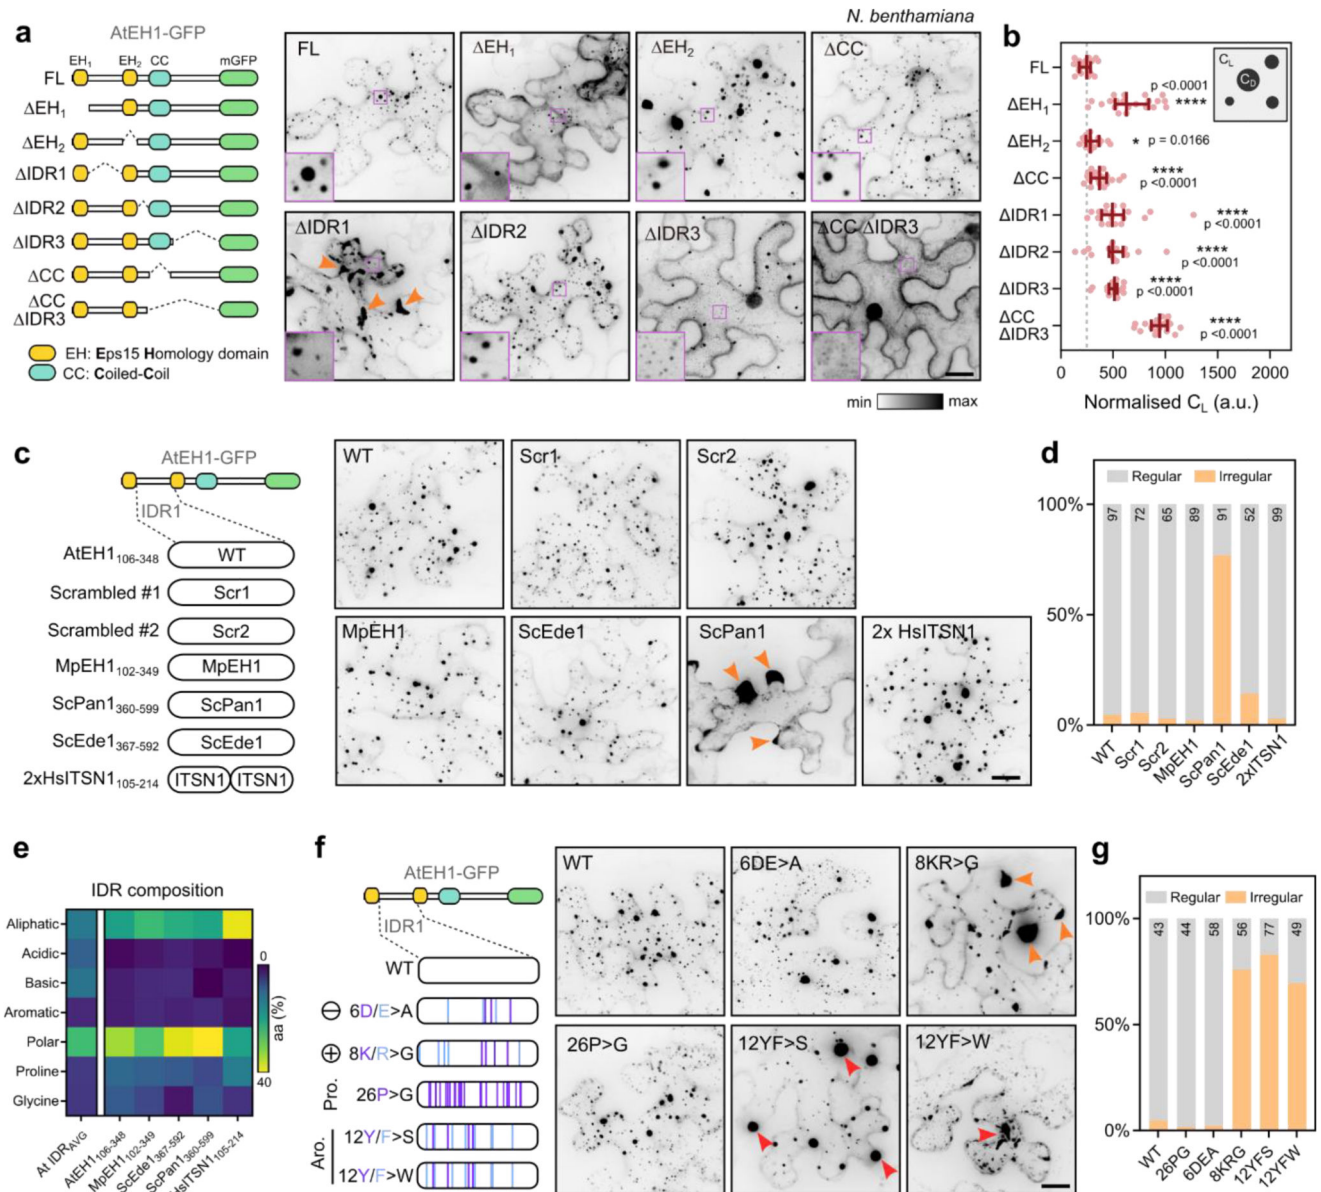 N. benthamiana
a
AtEH1-GFP
EH1 EH2 CC mGFP
FL
ΔEH1
ΔEH2
ΔIDR1
ΔIDR2
ΔIDR3
ΔCC
ΔCC
ΔIDR3
EH: Eps15 Homology domain
CC: Coiled-Coil
FL
ΔEH1
ΔEH2
ΔCC
ΔIDR1
ΔIDR2
ΔIDR3
ΔCC ΔIDR3
min max
b
CL
CD
FL
p <0.0001
ΔEH1 ****
ΔEH2 * p = 0.0166
ΔCC ****
p <0.0001
ΔIDR1 ****
p <0.0001
ΔIDR2 ****
p <0.0001
ΔIDR3 ****
p <0.0001
ΔCC
ΔIDR3 ****
p <0.0001
0 500 1000 1500 2000
Normalised CL (a.u.)
c
AtEH1-GFP
IDR1
AtEH1106-348 WT
Scrambled #1 Scr1
Scrambled #2 Scr2
MpEH1102-349 MpEH1
ScPan1360-599 ScPan1
ScEde1367-592 ScEde1
2xHsITSN1105-214 ITSN1 ITSN1
WT
Scr1
Scr2
MpEH1
ScEde1
ScPan1
2x HsITSN1
d
Regular Irregular
100%
50%
0%
97 72 65 89 91 52 99
WT Scr1 Scr2 MpEH1 ScPan1 ScEde1 2xITSN1
e
IDR composition
Aliphatic
Acidic
Basic
Aromatic
Polar
Proline
Glycine
0
aa (%)
40
At IDRAVG AtEH1106-348 MpEH1102-349 ScEde1367-592 ScPan1360-599 HsITSN1105-214
f
AtEH1-GFP
IDR1
WT
⊖ 6D/E>A
⊕ 8K/R>G
Pro. 26P>G
Aro. 12Y/F>S
12Y/F>W
WT
6DE>A
8KR>G
26P>G
12YF>S
12YF>W
g
Regular Irregular
100%
50%
0%
43 44 58 56 77 49
WT 26PG 6DEA 8KRG 12YFS 12YFW